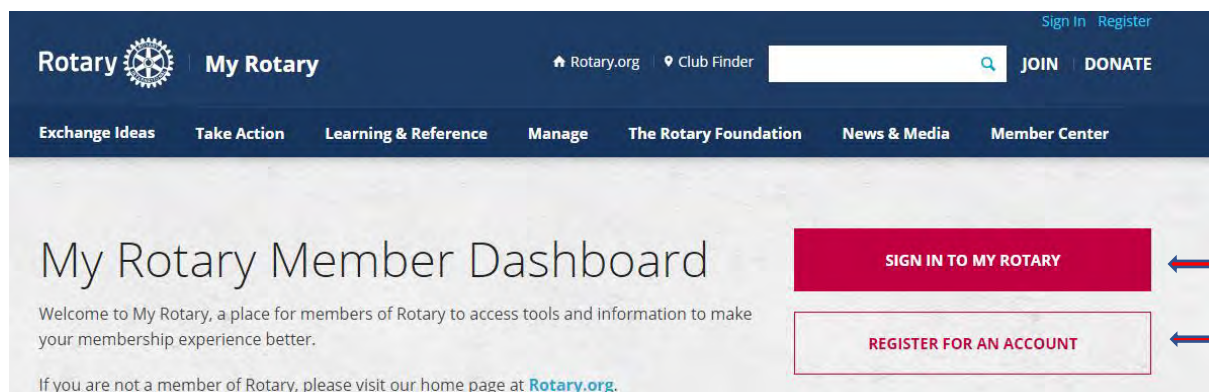 Sign In Register
Rotary My Rotary Rotary.org Club Finder JOIN DONATE
Exchange Ideas Take Action Learning & Reference Manage The Rotary Foundation News & Media Member Center
My Rotary Member Dashboard
Welcome to My Rotary, a place for members of Rotary to access tools and information to make
your membership experience better.
If you are not a member of Rotary, please visit our home page at Rotary.org.
SIGN IN TO MY ROTARY
REGISTER FOR AN ACCOUNT